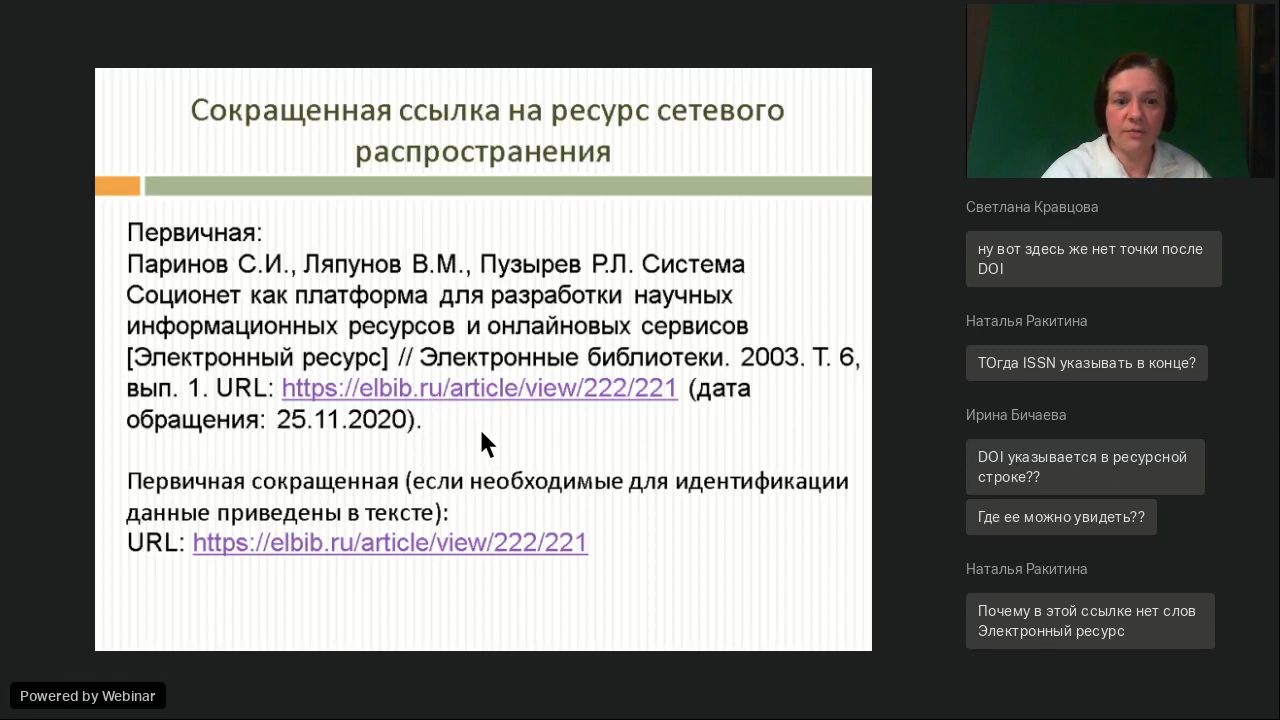 Сокращенная ссылка на ресурс сетевого
распространения
Первичная:
Паринов С.И., Ляпунов В.М., Пузырев Р.Л. Система
Соционет как платформа для разработки научных
информационных ресурсов и онлайновых сервисов
[Электронный ресурс] // Электронные библиотеки. 2003. Т. 6,
вып. 1. URL: https://elbib.ru/article/view/222/221 (дата
обращения: 25.11.2020).
Первичная сокращенная (если необходимые для идентификации
данные приведены в тексте):
URL: https://elbib.ru/article/view/222/221
Светлана Кравцова
ну вот здесь же нет точки после
DOI
Наталья Ракитина
ТОгда ISSN указывать в конце?
Ирина Бичаева
DOI указывается в ресурсной
строке??
Где ее можно увидеть??
Наталья Ракитина
Почему в этой ссылке нет слов
Электронный ресурс
Powered by Webinar